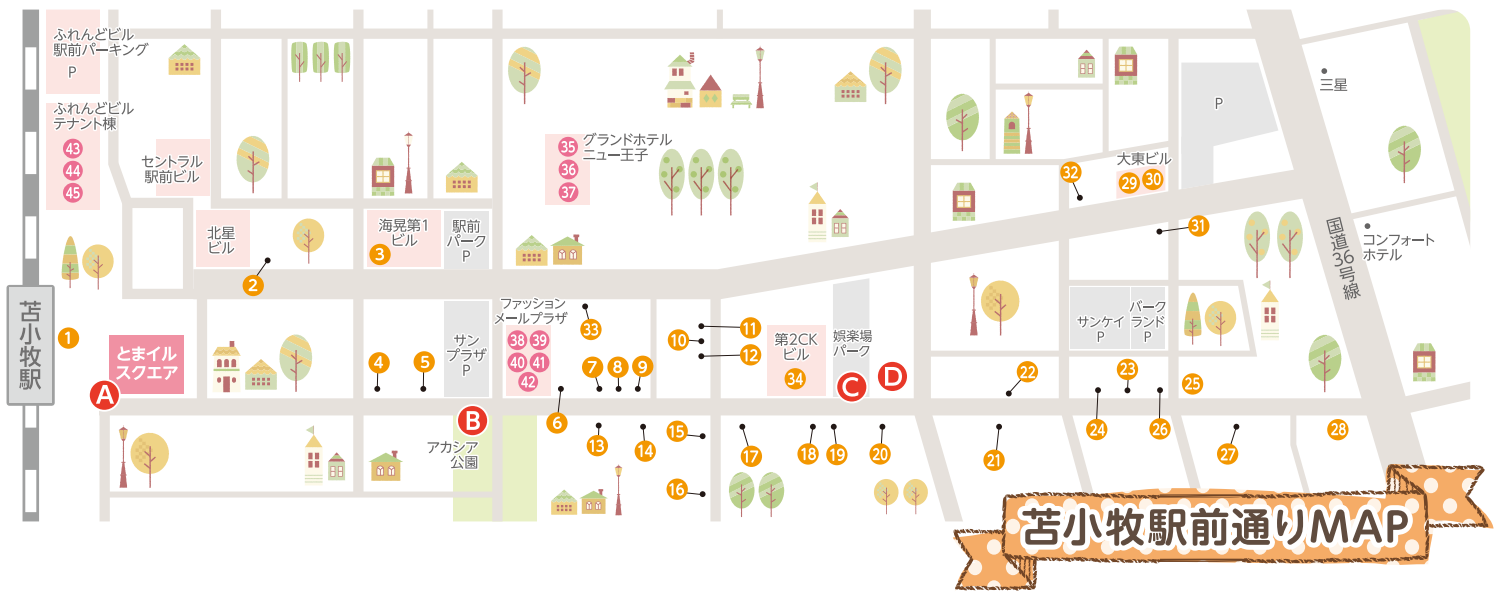 ふれんどビル
駅前パーキング
P
ふれんどビル
テナント棟
43
44
45
セントラル
駅前ビル
グランドホテル
ニュー王子
35
36
37
大東ビル
29
30
32
P
三星
31
コンフォート
ホテル
国道36号線
北星
ビル
2
海晃第1
ビル
3
駅前
パーク
P
苫小牧駅
1
とまイル
スクエア
A
4
5
サン
プラザ
P
ファッション
メールプラザ
38
39
40
41
42
33
7
8
9
6
10
11
12
第2CK
ビル
34
娯楽場
パーク
C
D
サンケイ
P
パーク
ランド
P
22
23
24
25
26
B
アカシア
公園
13
14
15
16
17
18
19
20
21
27
28
苫小牧駅前通りMAP